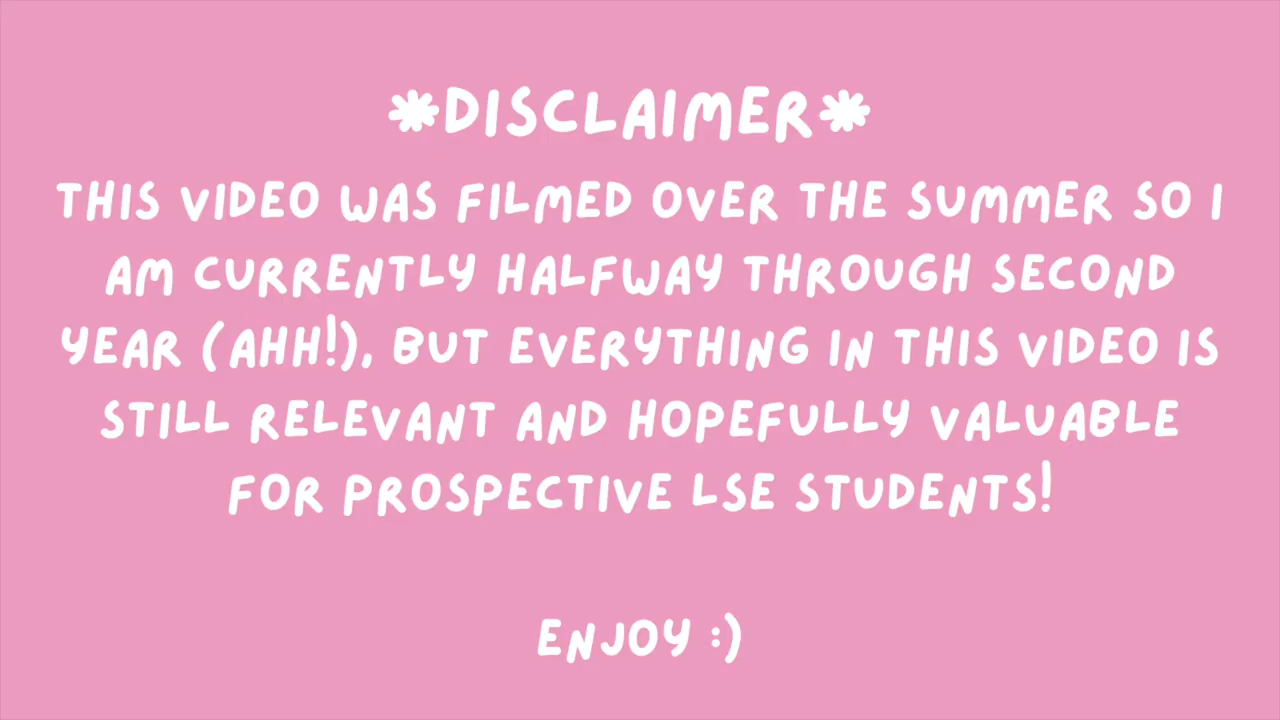 *DISCLAIMER*
THIS VIDEO WAS FILMED OVER THE SUMMER SO I
AM CURRENTLY HALFWAY THROUGH SECOND
YEAR (AHH!), BUT EVERYTHING IN THIS VIDEO IS
STILL RELEVANT AND HOPEFULLY VALUABLE
FOR PROSPECTIVE LSE STUDENTS!
ENJOY :)